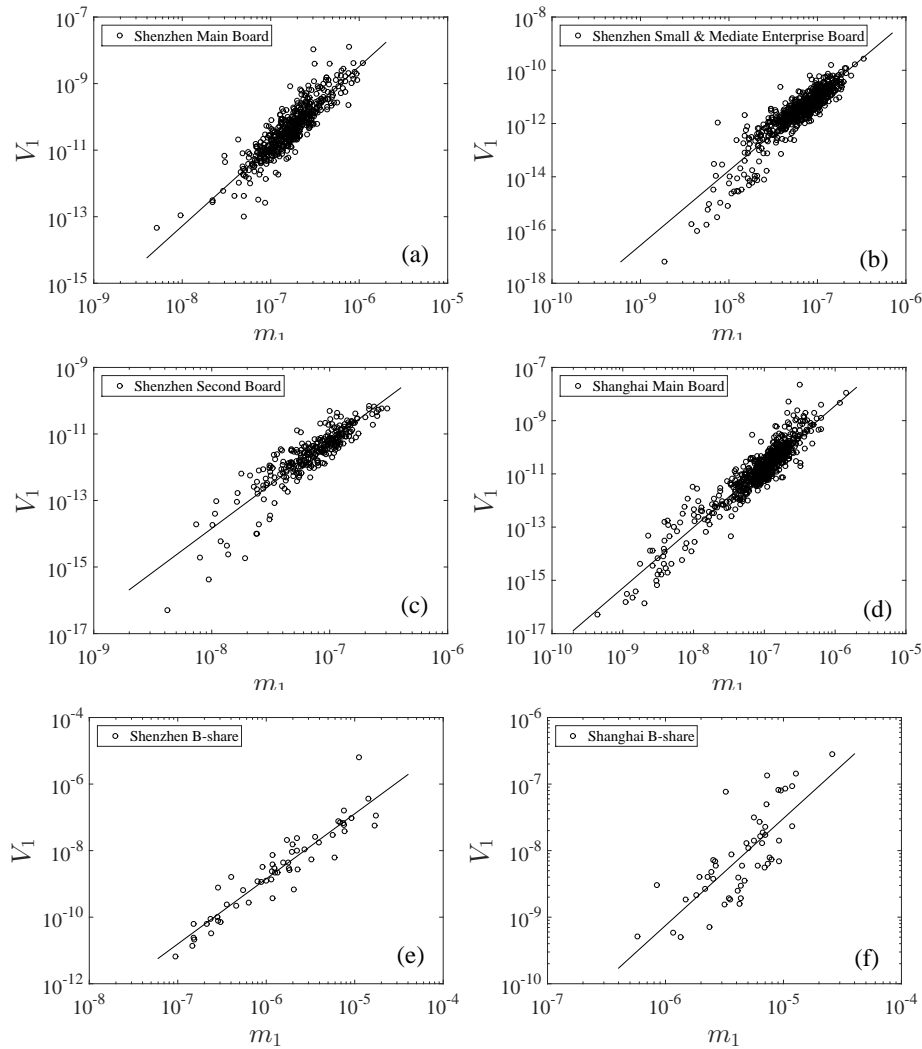 10^-7 10^-8
Shenzhen Main Board Shenzhen Small & Mediate Enterprise Board
10^-9 10^-10
V_1 10^-11 V_1 10^-12
10^-14
10^-13 10^-16
(a) (b)
10^-15 10^-18
10^-9 10^-8 10^-7 10^-6 10^-5 10^-10 10^-9 10^-8 10^-7 10^-6
m_1 m_1
10^-9 10^-7
Shenzhen Second Board Shanghai Main Board
10^-11 10^-9
V_1 10^-13 V_1 10^-11
10^-15 10^-13
10^-15
(c) (d)
10^-17 10^-17
10^-9 10^-8 10^-7 10^-6 10^-10 10^-9 10^-8 10^-7 10^-6 10^-5
m_1 m_1
10^-4 10^-6
Shenzhen B-share Shanghai B-share
10^-6 10^-7
V_1 10^-8 V_1 10^-8
10^-10 10^-9
(e) (f)
10^-12 10^-10
10^-8 10^-7 10^-6 10^-5 10^-4 10^-7 10^-6 10^-5 10^-4
m_1 m_1